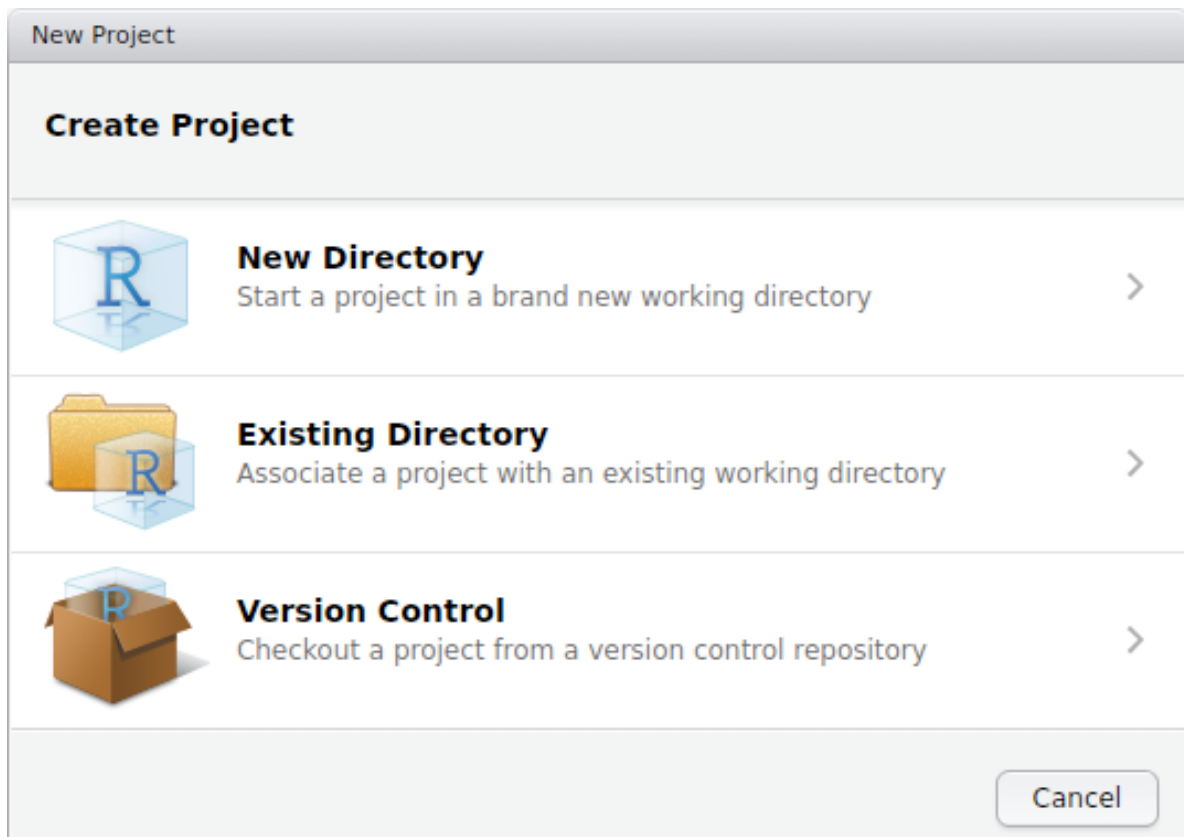 New Project
Create Project
R
New Directory
Start a project in a brand new working directory
R
Existing Directory
Associate a project with an existing working directory
R
Version Control
Checkout a project from a version control repository
Cancel